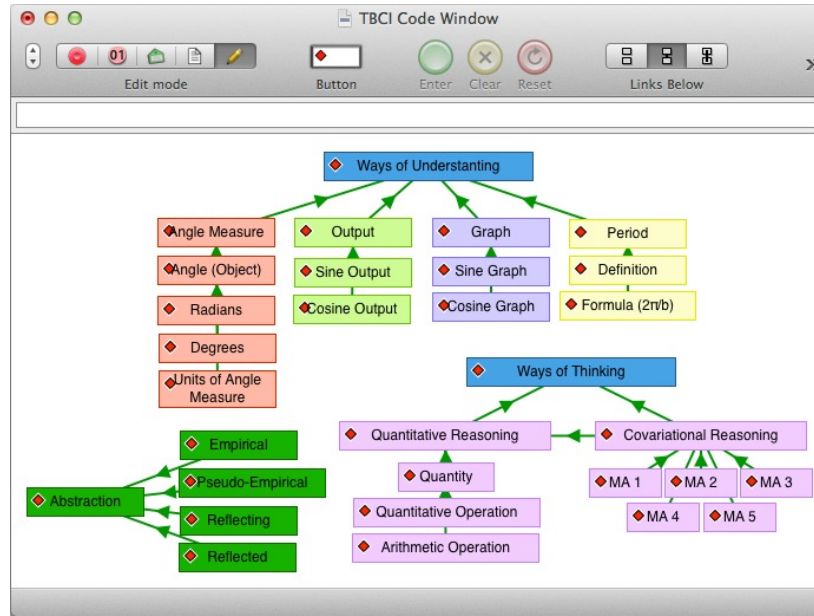 TBCI Code Window
01
Edit mode
Button
Enter
Clear
Reset
Links Below
»
Ways of Understanting
Angle Measure
Output
Graph
Period
Angle (Object)
Sine Output
Sine Graph
Definition
Radians
Cosine Output
Cosine Graph
Formula (2π/b)
Degrees
Units of Angle
Measure
Ways of Thinking
Quantitative Reasoning
Covariational Reasoning
Empirical
Quantity
MA 1
MA 2
MA 3
Pseudo-Empirical
Abstraction
Quantitative Operation
MA 4
MA 5
Reflecting
Arithmetic Operation
Reflected